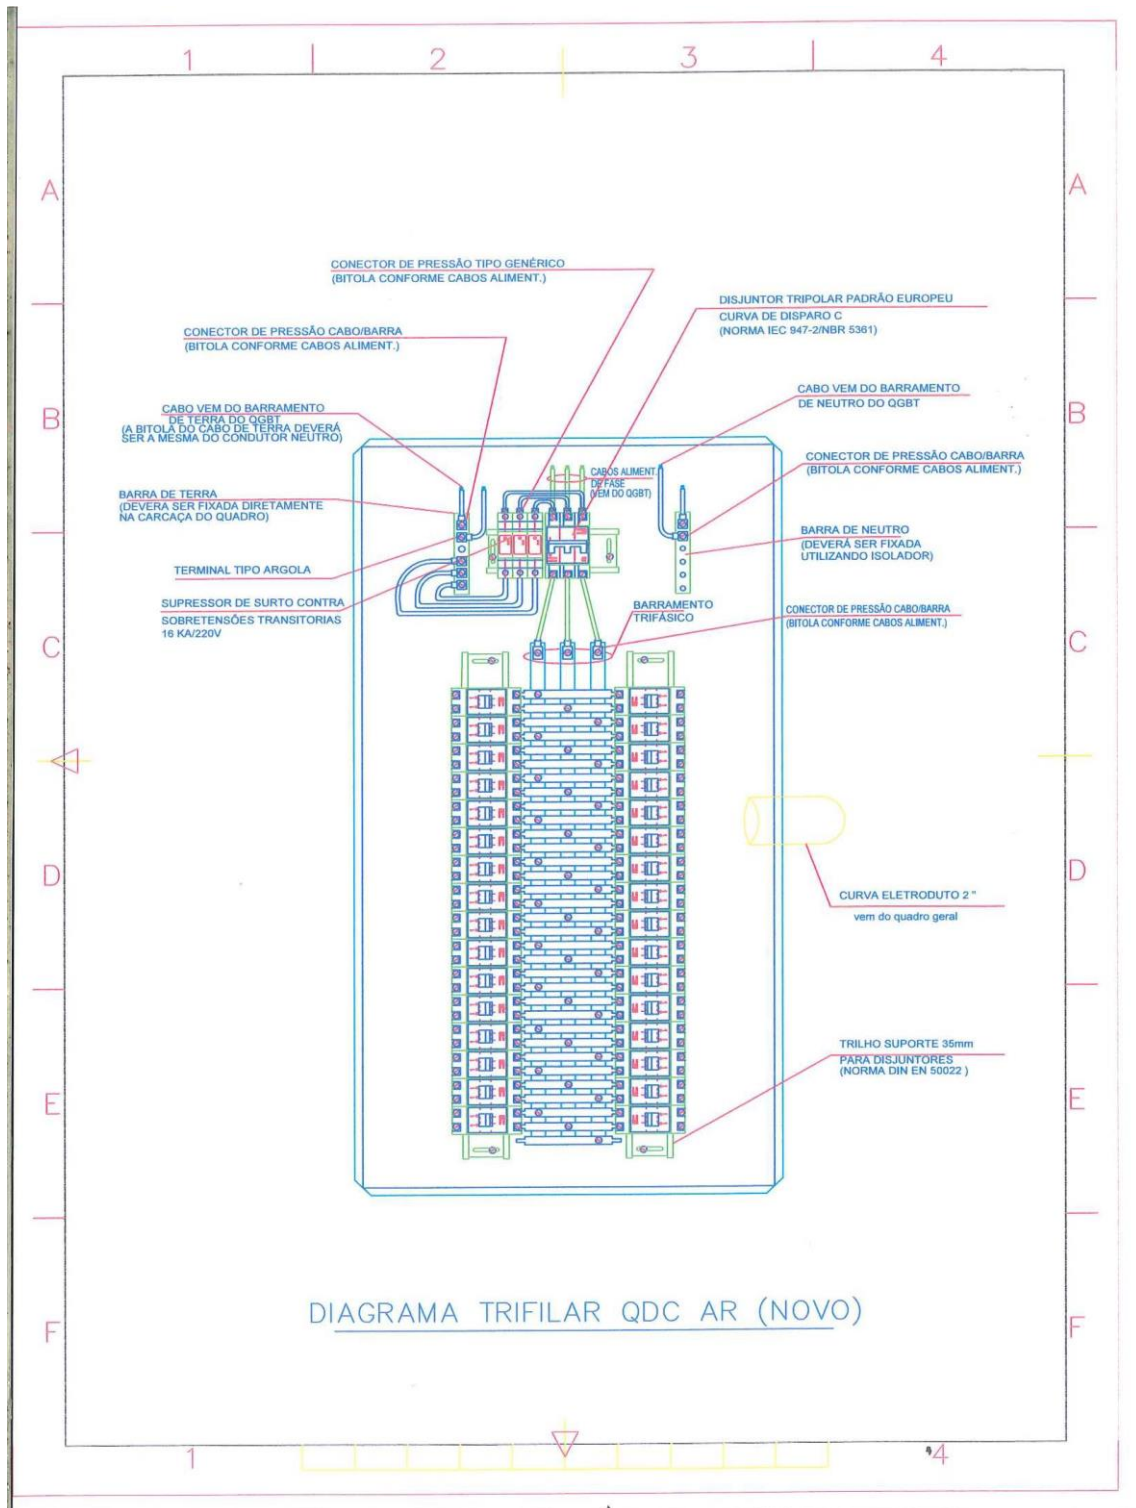 1 2 3 4
A A
CONECTOR DE PRESSÃO TIPO GENÉRICO
(BITOLA CONFORME CABOS ALIMENT.)
DISJUNTOR TRIPOLAR PADRÃO EUROPEU
CURVA DE DISPARO C
(NORMA IEC 947-2/NBR 5361)
CONECTOR DE PRESSÃO CABO/BARRA
(BITOLA CONFORME CABOS ALIMENT.)
CABO VEM DO BARRAMENTO
DE NEUTRO DO QGBT
B B
CABO VEM DO BARRAMENTO
DE TERRA DO QGBT
(A BITOLA DO CABO DE TERRA DEVERÁ
SER A MESMA DO CONDUTOR NEUTRO)
CONECTOR DE PRESSÃO CABO/BARRA
(BITOLA CONFORME CABOS ALIMENT.)
CABOS ALIMENT.
DE FASE
(VEM DO QGBT)
BARRA DE TERRA
(DEVERA SER FIXADA DIRETAMENTE
NA CARCAÇA DO QUADRO)
BARRA DE NEUTRO
(DEVERÁ SER FIXADA
UTILIZANDO ISOLADOR)
TERMINAL TIPO ARGOLA
SUPRESSOR DE SURTO CONTRA
SOBRETENSÕES TRANSITORIAS
16 KA/220V
BARRAMENTO
TRIFÁSICO
CONECTOR DE PRESSÃO CABO/BARRA
(BITOLA CONFORME CABOS ALIMENT.)
C C
D D
CURVA ELETRODUTO 2 "
vem do quadro geral
TRILHO SUPORTE 35mm
PARA DISJUNTORES
(NORMA DIN EN 50022 )
E E
DIAGRAMA TRIFILAR QDC AR (NOVO)
F F
1 4